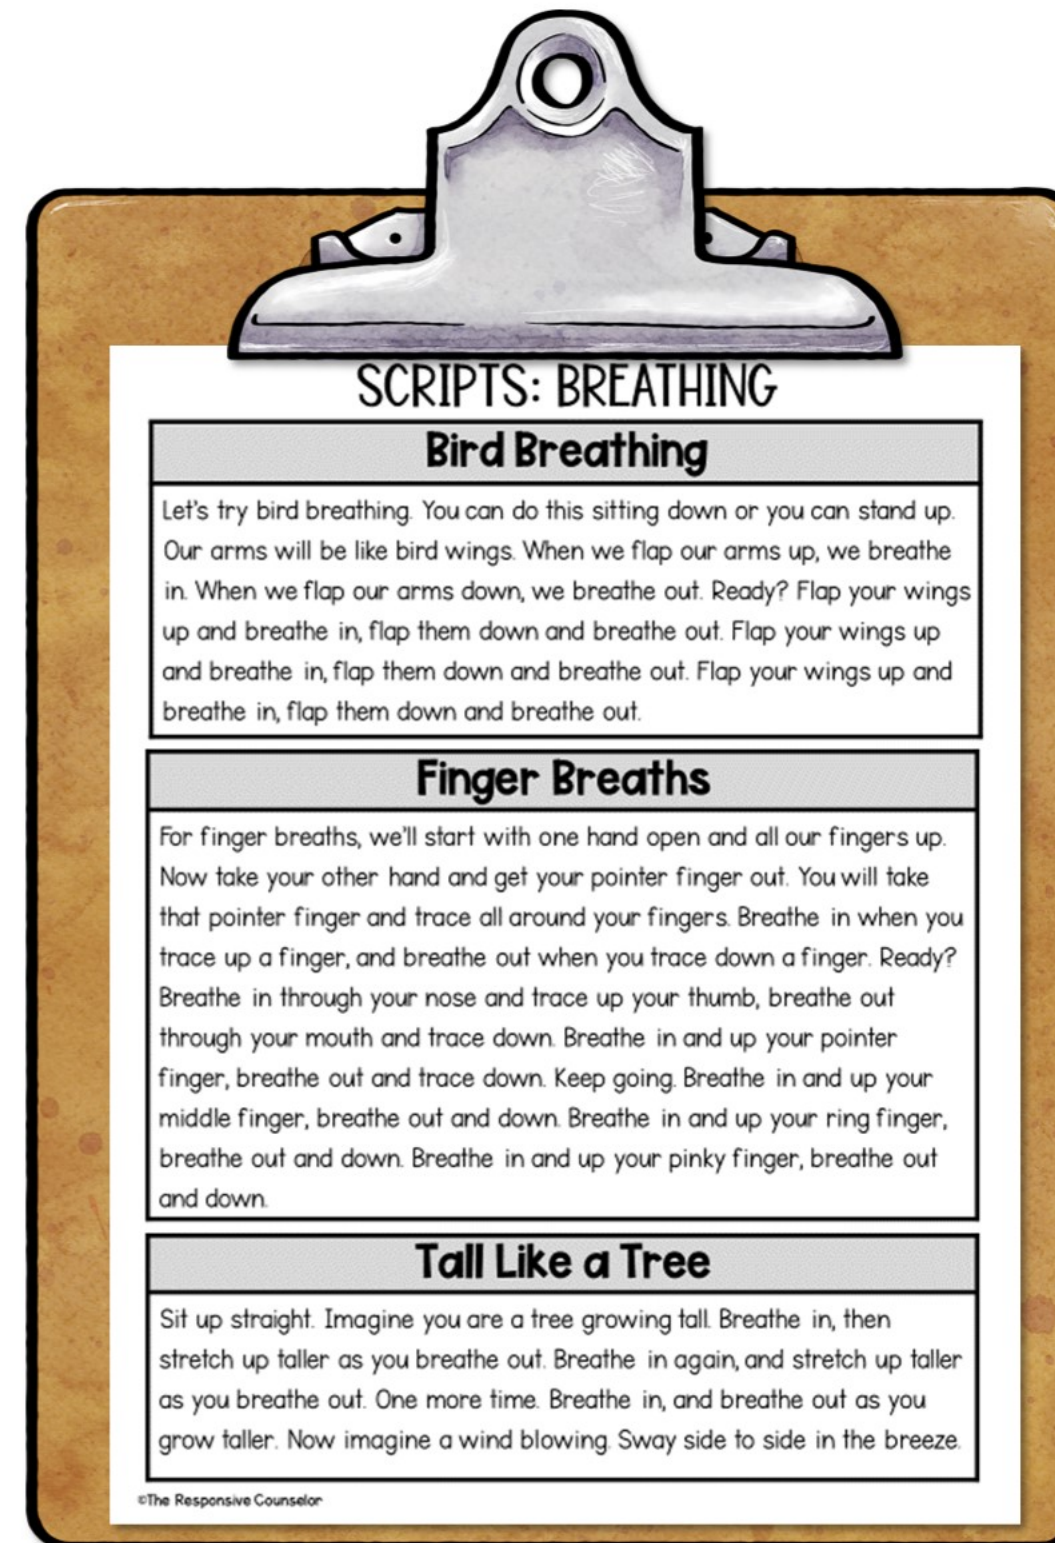 SCRIPTS: BREATHING
Bird Breathing
Let's try bird breathing. You can do this sitting down or you can stand up.
Our arms will be like bird wings. When we flap our arms up, we breathe
in. When we flap our arms down, we breathe out. Ready? Flap your wings
up and breathe in, flap them down and breathe out. Flap your wings up
and breathe in, flap them down and breathe out. Flap your wings up and
breathe in, flap them down and breathe out.
Finger Breaths
For finger breaths, we'll start with one hand open and all our fingers up.
Now take your other hand and get your pointer finger out. You will take
that pointer finger and trace all around your fingers. Breathe in when you
trace up a finger, and breathe out when you trace down a finger. Ready?
Breathe in through your nose and trace up your thumb, breathe out
through your mouth and trace down. Breathe in and up your pointer
finger, breathe out and trace down. Keep going. Breathe in and up your
middle finger, breathe out and down. Breathe in and up your ring finger,
breathe out and down. Breathe in and up your pinky finger, breathe out
and down.
Tall Like a Tree
Sit up straight. Imagine you are a tree growing tall. Breathe in, then
stretch up taller as you breathe out. Breathe in again, and stretch up taller
as you breathe out. One more time. Breathe in, and breathe out as you
grow taller. Now imagine a wind blowing. Sway side to side in the breeze.
©The Responsive Counselor